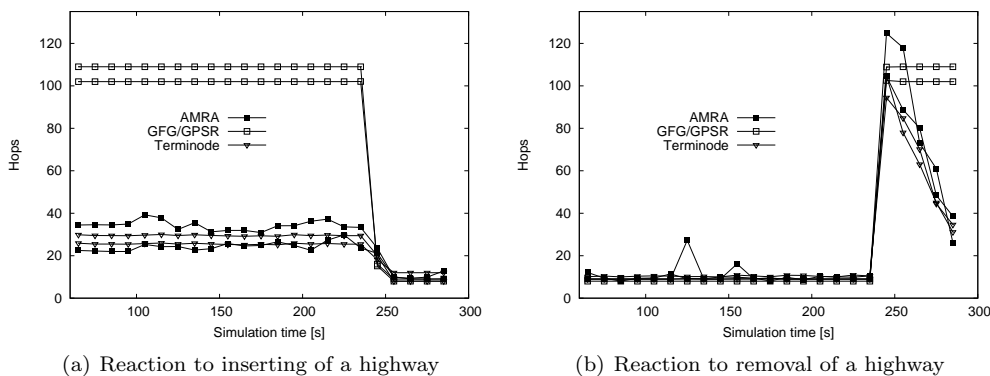 120
100
80
60
40
20
0
Hops
AMRA
GFG/GPSR
Terminode
100 150 200 250 300
Simulation time [s]
(a) Reaction to inserting of a highway
120
100
80
60
40
20
0
Hops
AMRA
GFG/GPSR
Terminode
100 150 200 250 300
Simulation time [s]
(b) Reaction to removal of a highway